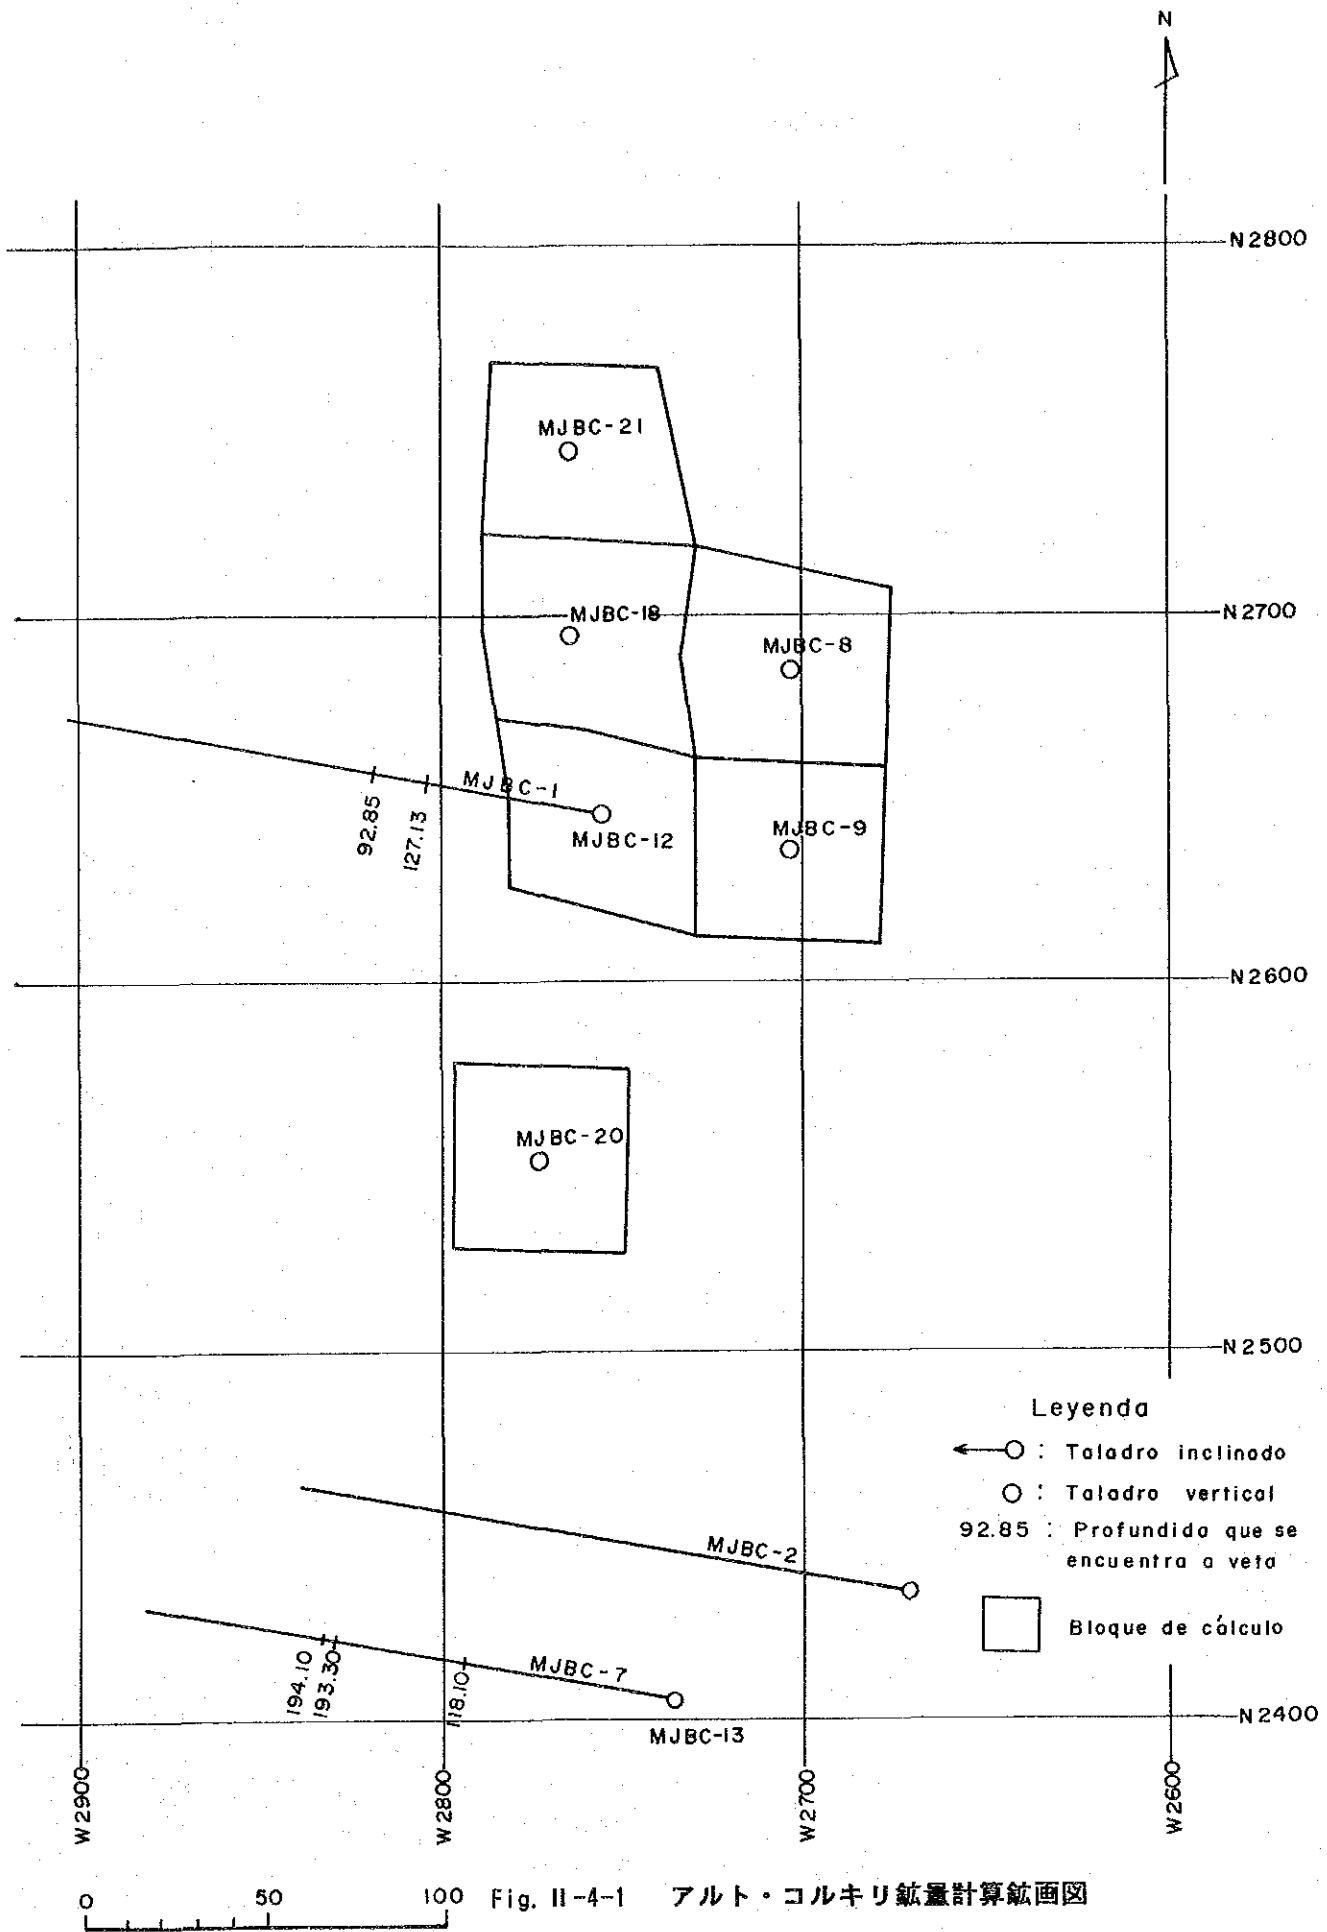 N
N2800
MJBC-21
MJBC-18
N2700
MJBC-8
MJBC-1
92.85
127.13
MJBC-12
MJBC-9
N2600
MJBC-20
N2500
Leyenda
: Taladro inclinado
: Taladro vertical
92.85 : Profundida que se
encuentra a veta
Bloque de cálculo
MJBC-2
MJBC-7
194.10
193.30
118.10
MJBC-13
N2400
W2900
W2800
W2700
W2600
0 50 100
Fig. II-4-1 アルト・コルキリ鉱量計算鉱画図